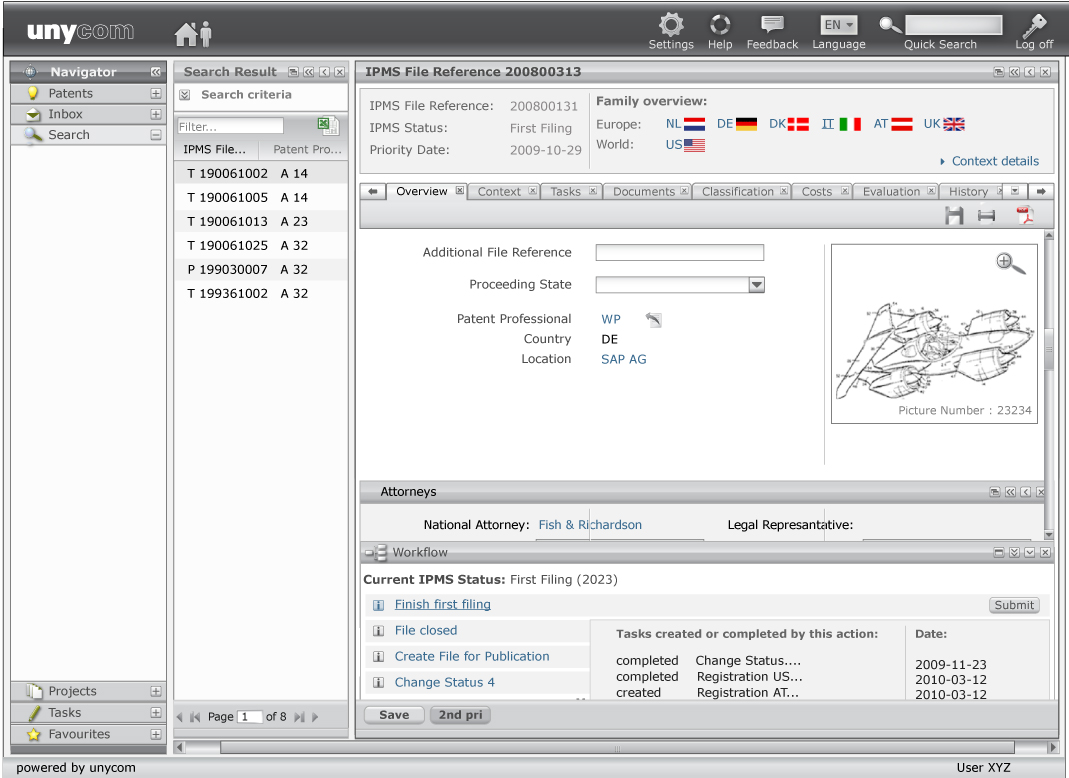 unycom
Settings Help Feedback EN Language Quick Search Log off
Navigator
Patents
Inbox
Search
Projects
Tasks
Favourites
Search Result
Search criteria
Filter...
IPMS File... Patent Pro...
T 190061002 A 14
T 190061005 A 14
T 190061013 A 23
T 190061025 A 32
P 199030007 A 32
T 199361002 A 32
Page 1 of 8
IPMS File Reference 200800313
IPMS File Reference: 200800131
IPMS Status: First Filing
Priority Date: 2009-10-29
Family overview:
Europe: NL DE DK IT AT UK
World: US
Context details
Overview Context Tasks Documents Classification Costs Evaluation History
Additional File Reference
Proceeding State
Patent Professional WP
Country DE
Location SAP AG
Picture Number : 23234
Attorneys
National Attorney: Fish & Richardson Legal Represantative:
Workflow
Current IPMS Status: First Filing (2023)
Finish first filing Submit
File closed
Create File for Publication
Change Status 4
Tasks created or completed by this action: Date:
completed Change Status.... 2009-11-23
completed Registration US... 2010-03-12
created Registration AT... 2010-03-12
Save 2nd pri
powered by unycom User XYZ